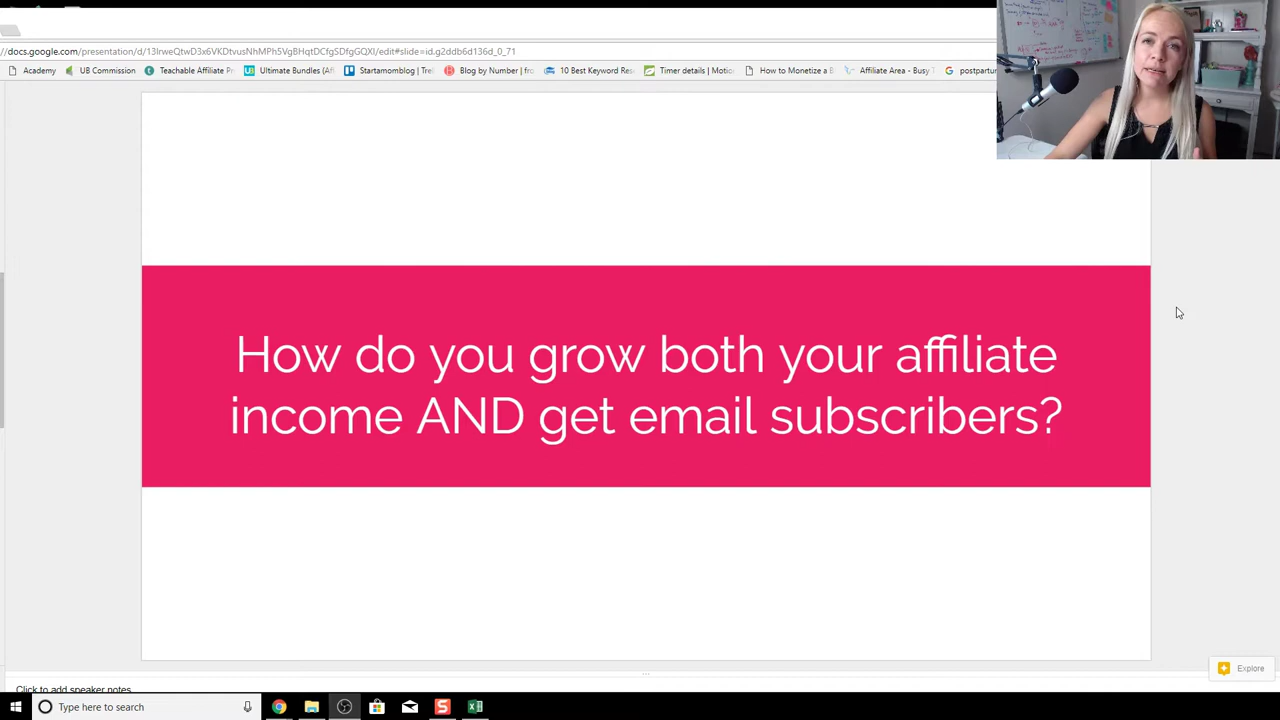 //docs.google.com/presentation/d/13IrweQtwD3x6VKDtvusNhMPh5VgBHqtDCfgSDfgGQXI/edit#slide=id.g2ddb6d136d_0_71
Academy UB Commission Teachable Affiliate Pr Ultimate Bundles (Af Startamomblog | Trel Blog by Number | fro 10 Best Keyword Res Timer details | Motio How to Monetize a B Affiliate Area - Busy T postpartur
How do you grow both your affiliate
income AND get email subscribers?
Explore
Click to add speaker notes
Type here to search